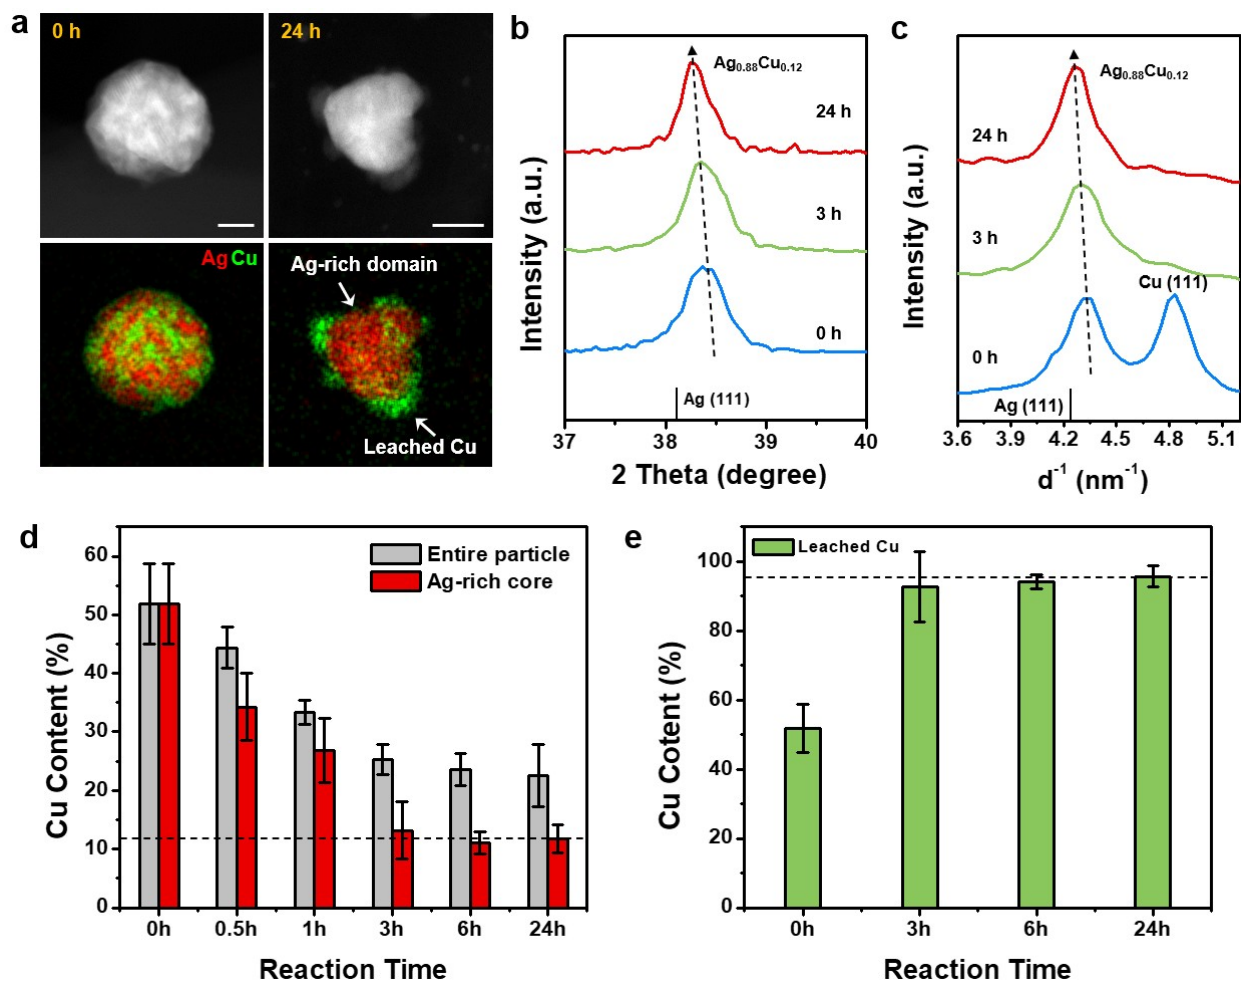 a
0 h
24 h
Ag Cu
Ag-rich domain
Leached Cu
b
Intensity (a.u.)
Ag0.88Cu0.12
24 h
3 h
0 h
Ag (111)
37 38 39 40
2 Theta (degree)
c
Intensity (a.u.)
Ag0.88Cu0.12
24 h
3 h
Cu (111)
0 h
Ag (111)
3.6 3.9 4.2 4.5 4.8 5.1
d-1 (nm-1)
d
Cu Content (%)
60
50
40
30
20
10
0
Entire particle
Ag-rich core
0h 0.5h 1h 3h 6h 24h
Reaction Time
e
Cu Cotent (%)
100
80
60
40
20
0
Leached Cu
0h 3h 6h 24h
Reaction Time